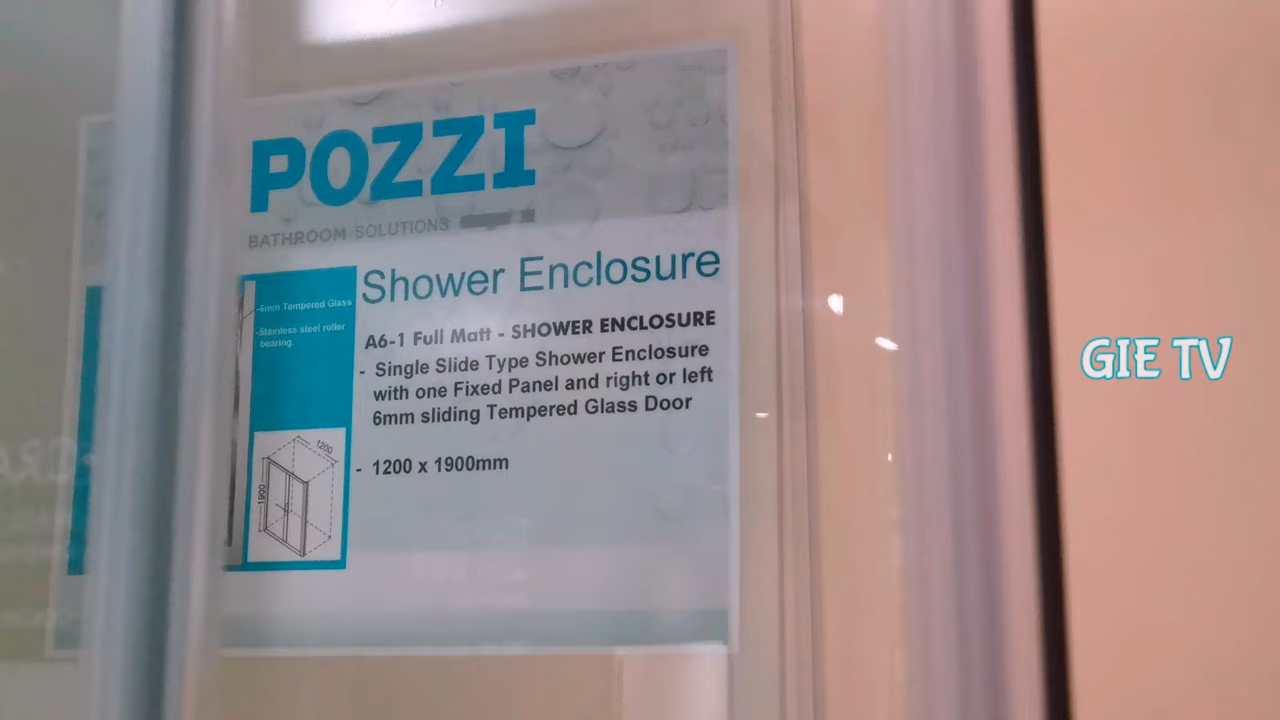 POZZI
BATHROOM SOLUTIONS
Shower Enclosure
-6mm Tempered Glass
-Stainless steel roller
bearing.
A6-1 Full Matt - SHOWER ENCLOSURE
- Single Slide Type Shower Enclosure
with one Fixed Panel and right or left
6mm sliding Tempered Glass Door
- 1200 x 1900mm
1200
1900
GIE TV